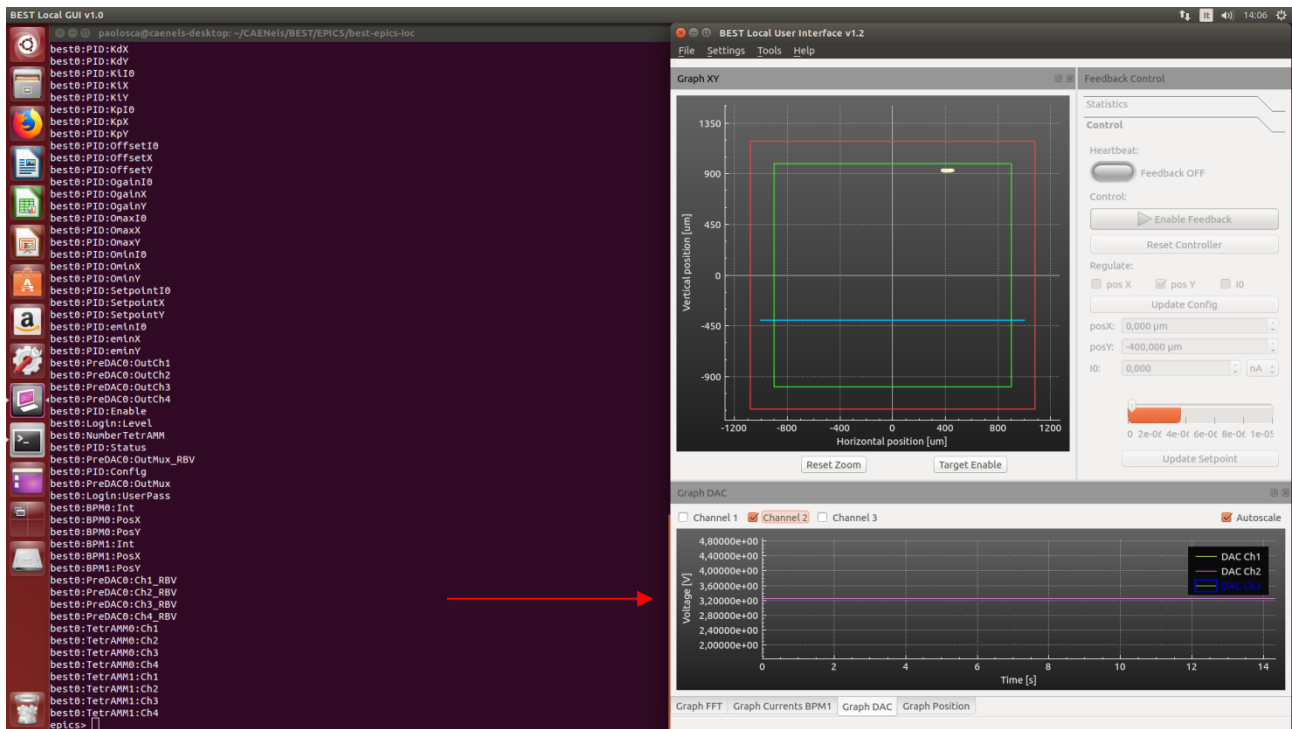 BEST Local GUI v1.0
It
14:06
paolosca@caenels-desktop: ~/CAENels/BEST/EPICS/best-epics-ioc
best0:PID:KdX
best0:PID:KdY
best0:PID:KiI0
best0:PID:KiX
best0:PID:KiY
best0:PID:KpI0
best0:PID:KpX
best0:PID:KpY
best0:PID:OffsetI0
best0:PID:OffsetX
best0:PID:OffsetY
best0:PID:OgainI0
best0:PID:OgainX
best0:PID:OgainY
best0:PID:OmaxI0
best0:PID:OmaxX
best0:PID:OmaxY
best0:PID:OminI0
best0:PID:OminX
best0:PID:OminY
best0:PID:SetpointI0
best0:PID:SetpointX
best0:PID:SetpointY
best0:PID:eminI0
best0:PID:eminX
best0:PID:eminY
best0:PreDAC0:OutCh1
best0:PreDAC0:OutCh2
best0:PreDAC0:OutCh3
best0:PreDAC0:OutCh4
best0:PID:Enable
best0:Login:Level
best0:NumberTetrAMM
best0:PID:Status
best0:PreDAC0:OutMux_RBV
best0:PID:Config
best0:PreDAC0:OutMux
best0:Login:UserPass
best0:BPM0:Int
best0:BPM0:PosX
best0:BPM0:PosY
best0:BPM1:Int
best0:BPM1:PosX
best0:BPM1:PosY
best0:PreDAC0:Ch1_RBV
best0:PreDAC0:Ch2_RBV
best0:PreDAC0:Ch3_RBV
best0:PreDAC0:Ch4_RBV
best0:TetrAMM0:Ch1
best0:TetrAMM0:Ch2
best0:TetrAMM0:Ch3
best0:TetrAMM0:Ch4
best0:TetrAMM1:Ch1
best0:TetrAMM1:Ch2
best0:TetrAMM1:Ch3
best0:TetrAMM1:Ch4
epics>
BEST Local User Interface v1.2
File Settings Tools Help
Graph XY
1350
900
450
0
-450
-900
Vertical position [um]
-1200 -800 -400 0 400 800 1200
Horizontal position [um]
Reset Zoom Target Enable
Feedback Control
Statistics
Control
Heartbeat:
Feedback OFF
Control:
Enable Feedback
Reset Controller
Regulate:
pos X pos Y I0
Update Config
posX: 0,000 µm
posY: -400,000 µm
I0: 0,000 nA
0 2e-06 4e-06 6e-06 8e-06 1e-05
Update Setpoint
Graph DAC
Channel 1 Channel 2 Channel 3 Autoscale
4,80000e+00
4,40000e+00
4,00000e+00
3,60000e+00
3,20000e+00
2,80000e+00
2,40000e+00
2,00000e+00
Voltage [V]
DAC Ch1
DAC Ch2
DAC Ch3
0 2 4 6 8 10 12 14
Time [s]
Graph FFT Graph Currents BPM1 Graph DAC Graph Position